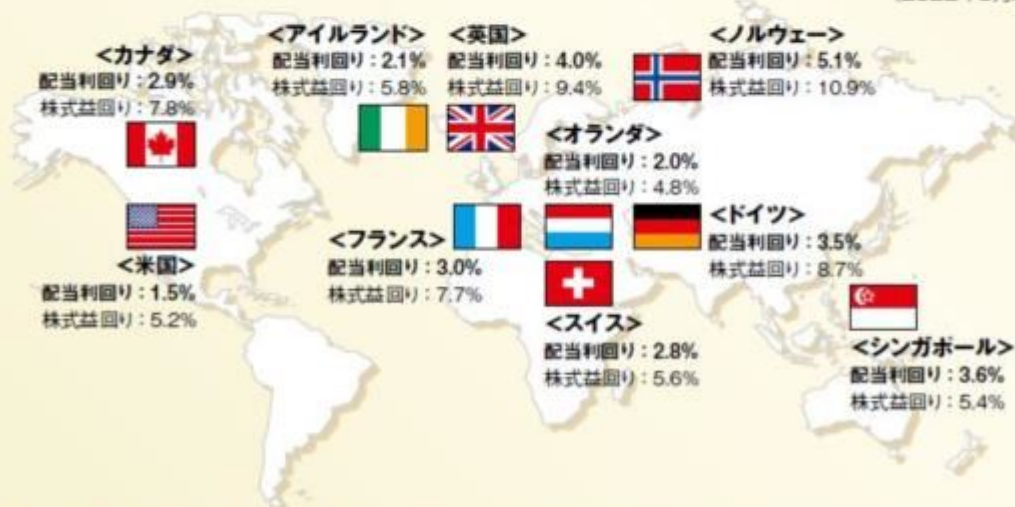 <カナダ>
配当利回り：2.9%
株式益回り：7.8%
<アイルランド>
配当利回り：2.1%
株式益回り：5.8%
<英国>
配当利回り：4.0%
株式益回り：9.4%
<ノルウェー>
配当利回り：5.1%
株式益回り：10.9%
<オランダ>
配当利回り：2.0%
株式益回り：4.8%
<米国>
配当利回り：1.5%
株式益回り：5.2%
<フランス>
配当利回り：3.0%
株式益回り：7.7%
<ドイツ>
配当利回り：3.5%
株式益回り：8.7%
<スイス>
配当利回り：2.8%
株式益回り：5.6%
<シンガポール>
配当利回り：3.6%
株式益回り：5.4%